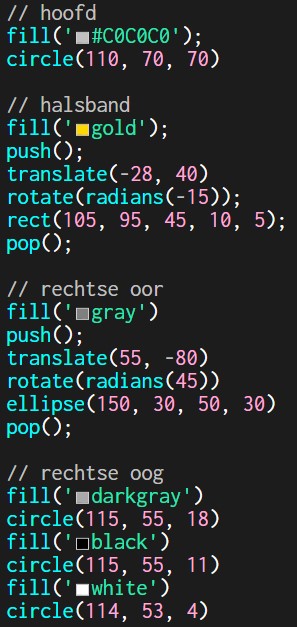 // hoofd
fill('#C0C0C0');
circle(110, 70, 70)

// halsband
fill('gold');
push();
translate(-28, 40)
rotate(radians(-15));
rect(105, 95, 45, 10, 5);
pop();

// rechtse oor
fill('gray')
push();
translate(55, -80)
rotate(radians(45))
ellipse(150, 30, 50, 30)
pop();

// rechtse oog
fill('darkgray')
circle(115, 55, 18)
fill('black')
circle(115, 55, 11)
fill('white')
circle(114, 53, 4)